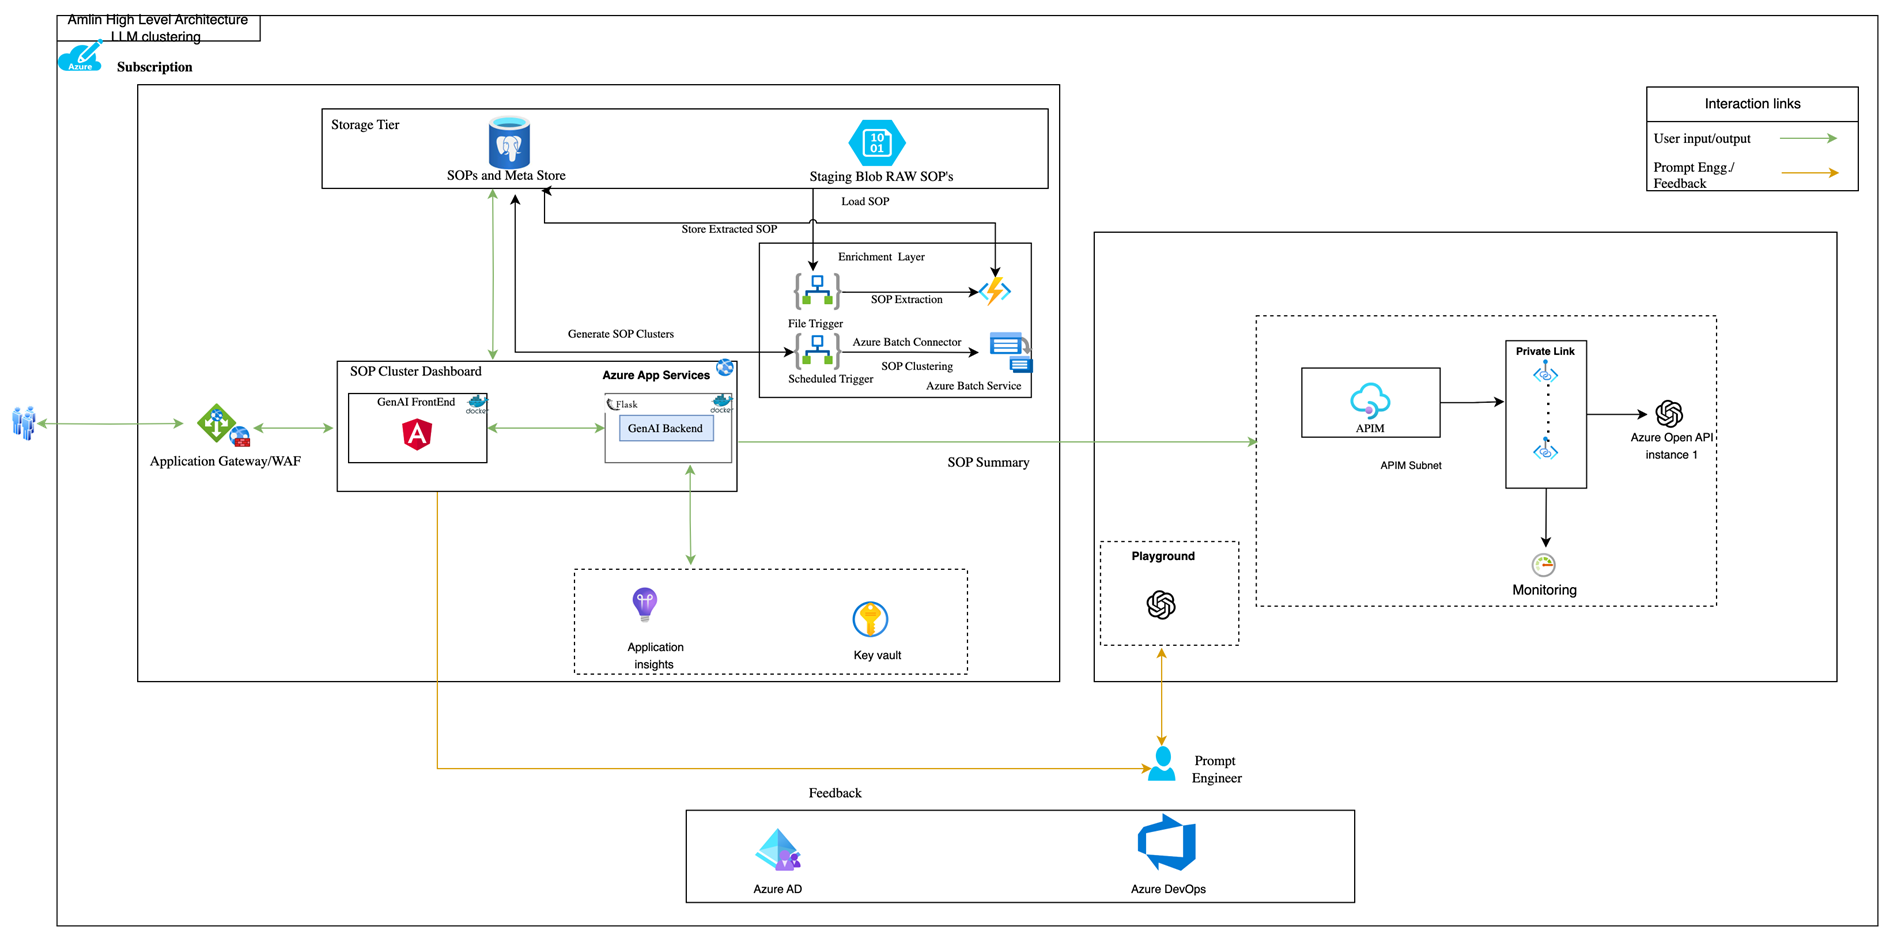 Amlin High Level Architecture
LLM clustering
Azure
Subscription
Interaction links
User input/output
Prompt Engg./
Feedback
Storage Tier
10
01
SOPs and Meta Store
Staging Blob RAW SOP's
Load SOP
Store Extracted SOP
Enrichment Layer
SOP Extraction
File Trigger
Generate SOP Clusters
Azure Batch Connector
SOP Clustering
Scheduled Trigger
Azure Batch Service
SOP Cluster Dashboard
Azure App Services
GenAI FrontEnd
docker
A
Flask
docker
GenAI Backend
Application Gateway/WAF
SOP Summary
Private Link
APIM
APIM Subnet
Azure Open API
instance 1
Monitoring
Playground
Application
insights
Key vault
Prompt
Engineer
Feedback
Azure AD
Azure DevOps